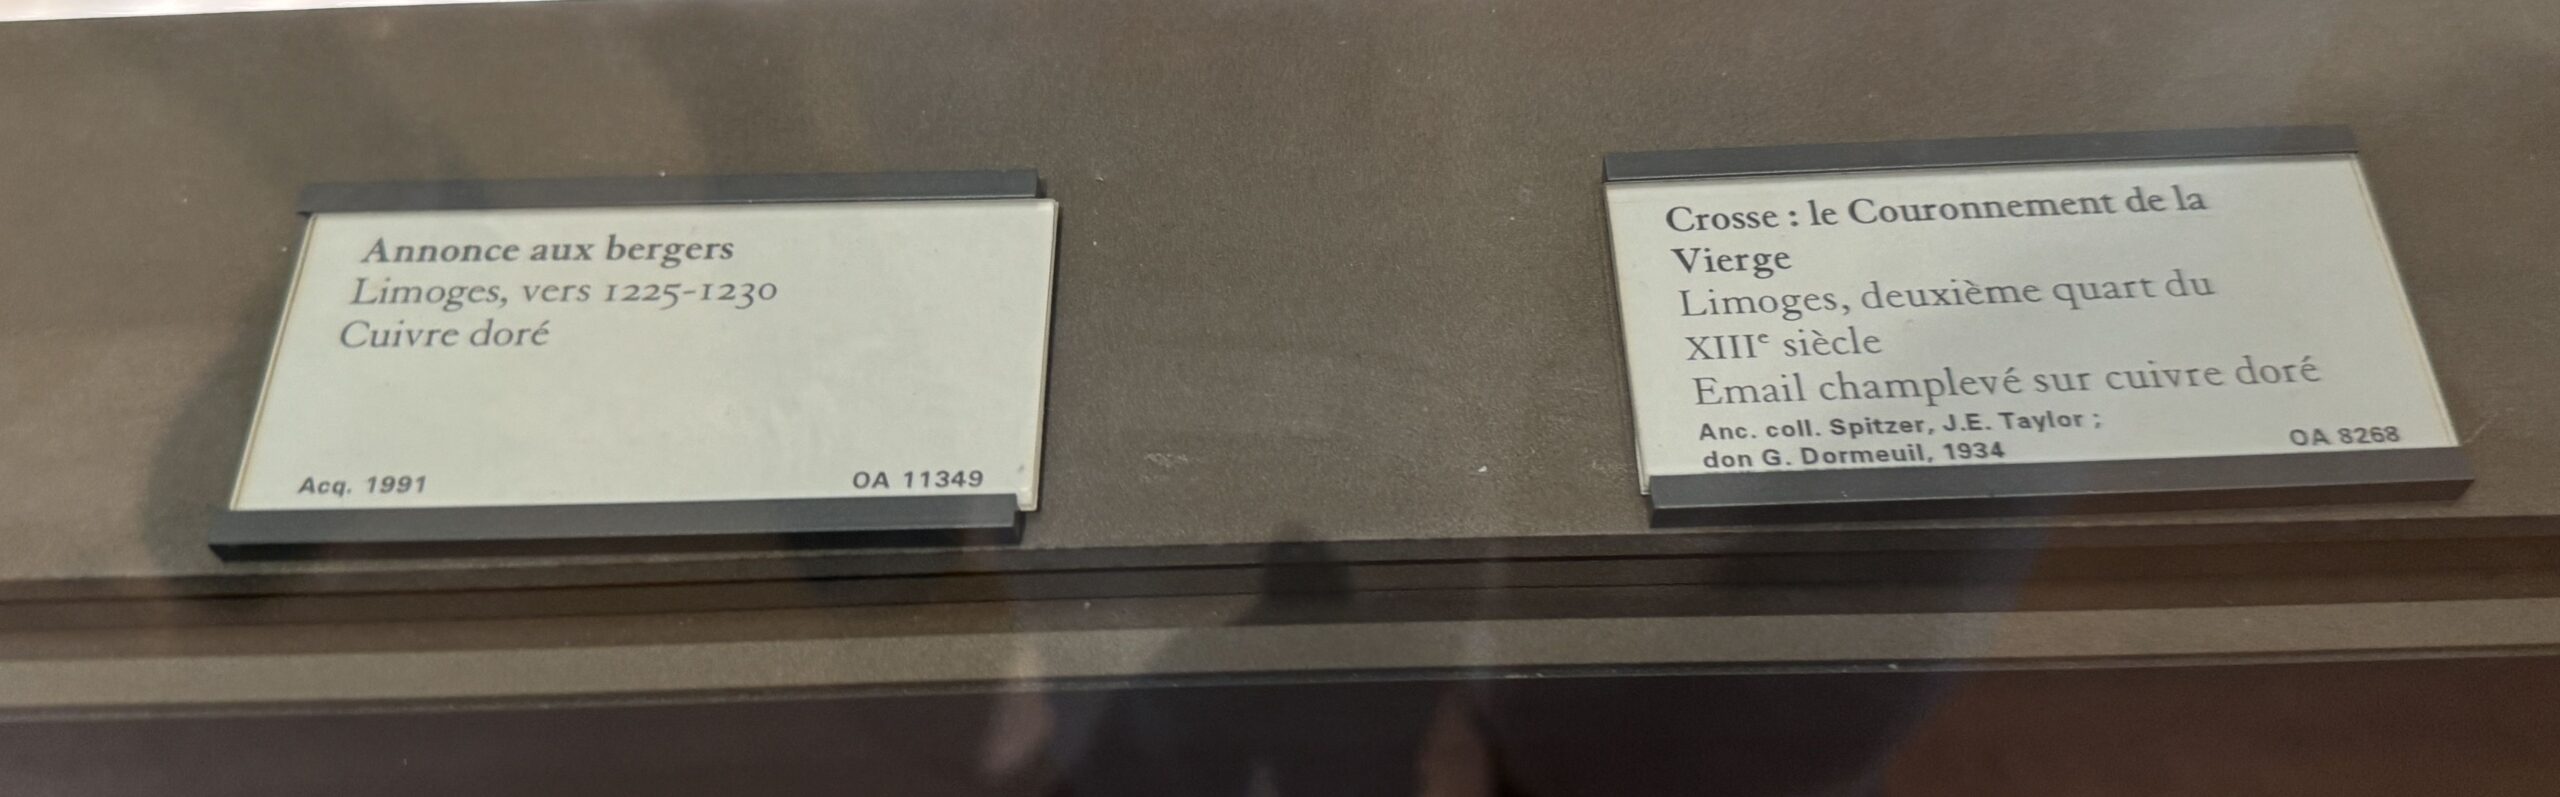 Annonce aux bergers
Limoges, vers 1225-1230
Cuivre doré
Acq. 1991 OA 11349
Crosse : le Couronnement de la
Vierge
Limoges, deuxième quart du
XIIIe siècle
Email champlevé sur cuivre doré
Anc. coll. Spitzer, J.E. Taylor ;
don G. Dormeuil, 1934 OA 8268